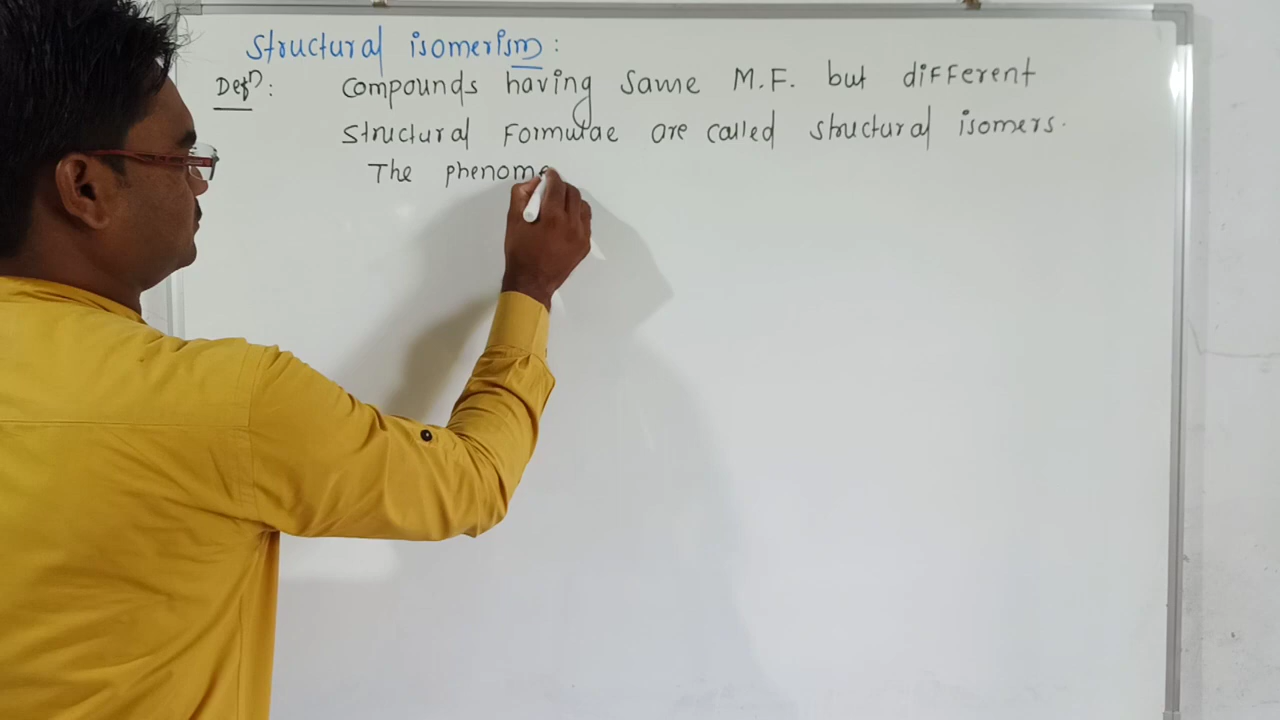 Structural isomerism :
Defn : Compounds having same M.F. but different
structural Formulae are called structural isomers.
The phenome